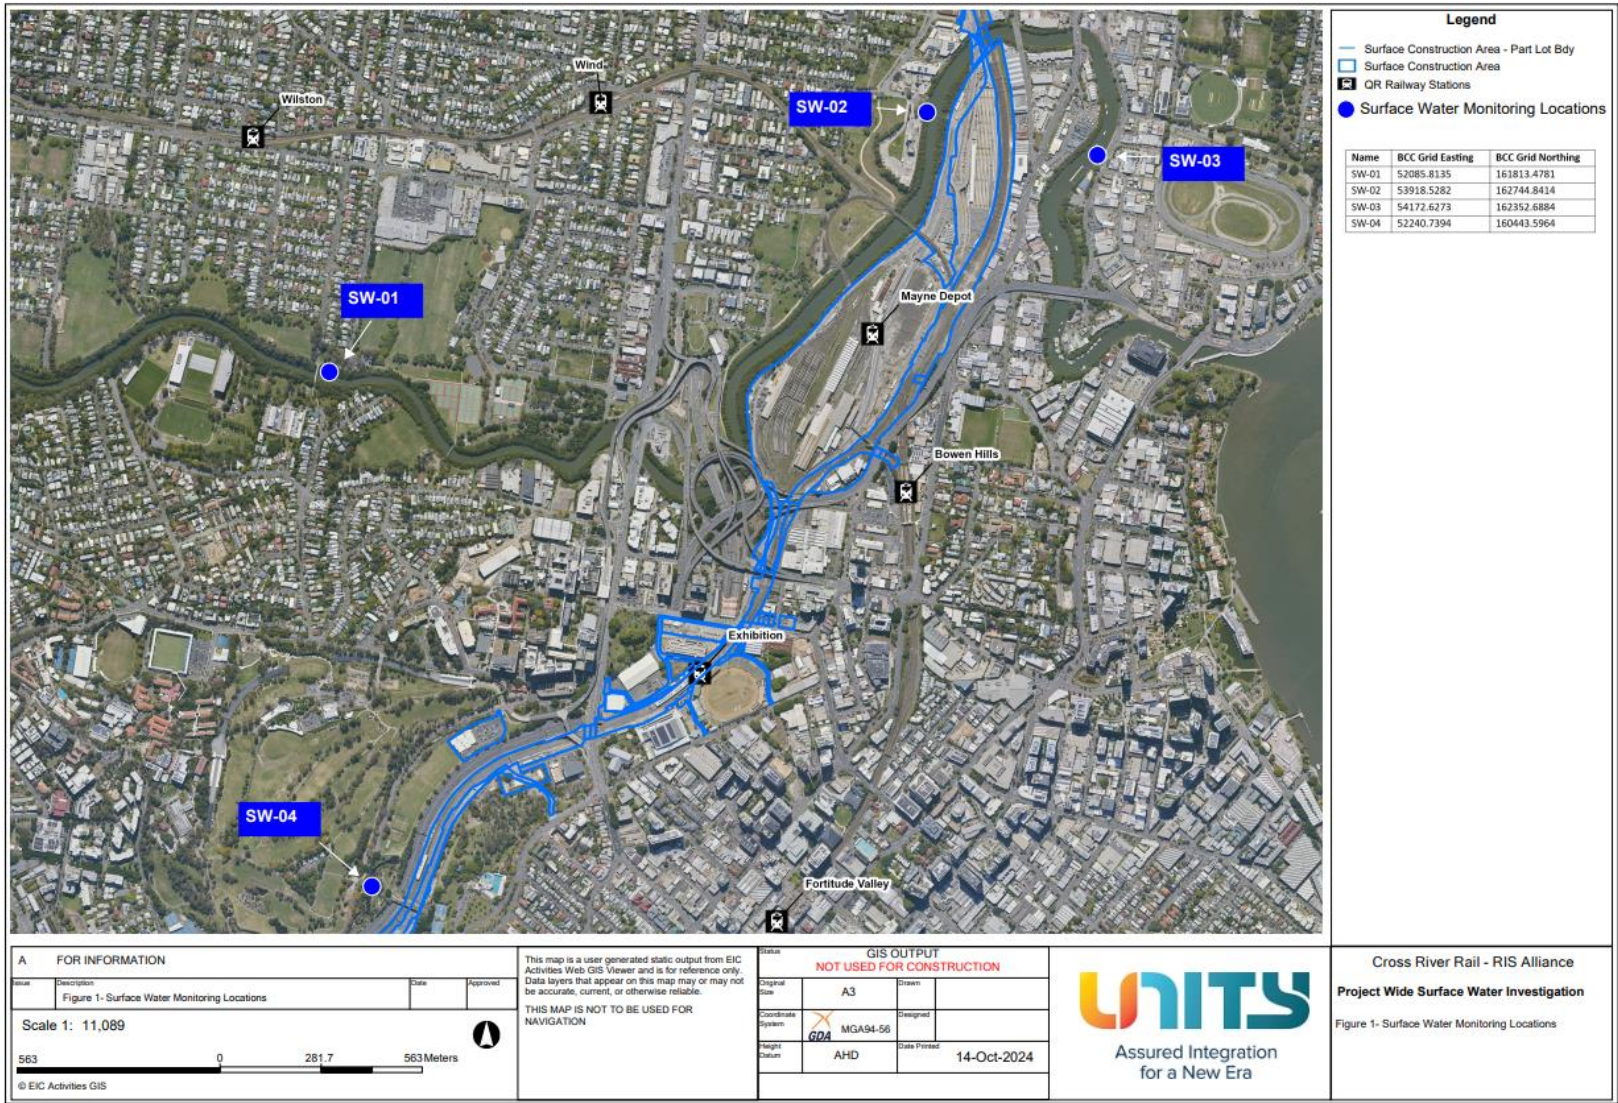 Wilston
Wind
SW-02
SW-03
SW-01
Mayne Depot
Bowen Hills
Exhibition
SW-04
Fortitude Valley
Legend
Surface Construction Area - Part Lot Bdy
Surface Construction Area
QR Railway Stations
Surface Water Monitoring Locations
Name BCC Grid Easting BCC Grid Northing
SW-01 52085.8135 161813.4781
SW-02 53918.5282 162744.8414
SW-03 54172.6273 162352.6884
SW-04 52240.7394 160443.5964
A FOR INFORMATION
Issue Description Date Approved
Figure 1- Surface Water Monitoring Locations
Scale 1: 11,089
563 0 281.7 563 Meters
© EIC Activities GIS
This map is a user generated static output from EIC
Activities Web GIS Viewer and is for reference only.
Data layers that appear on this map may or may not
be accurate, current, or otherwise reliable.
THIS MAP IS NOT TO BE USED FOR
NAVIGATION
Status GIS OUTPUT
NOT USED FOR CONSTRUCTION
Original Size A3 Drawn
Coordinate System GDA MGA94-56 Designed
Height Datum AHD Date Printed 14-Oct-2024
UNITY
Assured Integration
for a New Era
Cross River Rail - RIS Alliance
Project Wide Surface Water Investigation
Figure 1- Surface Water Monitoring Locations